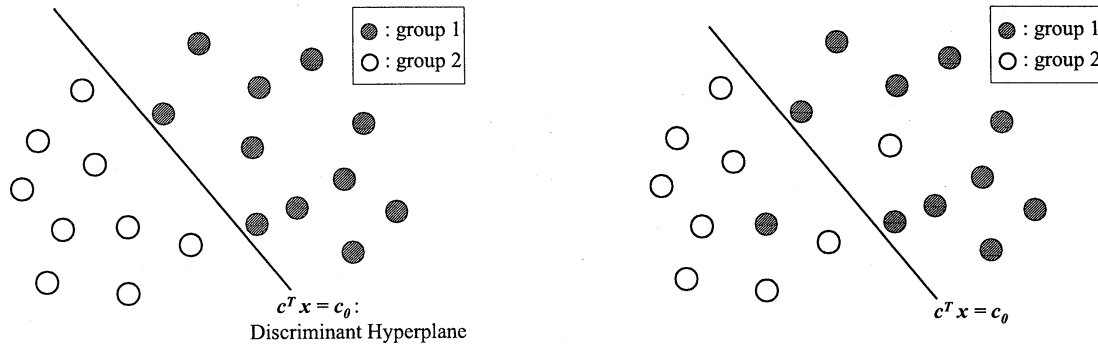 : group 1
: group 2
c^T x = c_0 :
Discriminant Hyperplane
: group 1
: group 2
c^T x = c_0